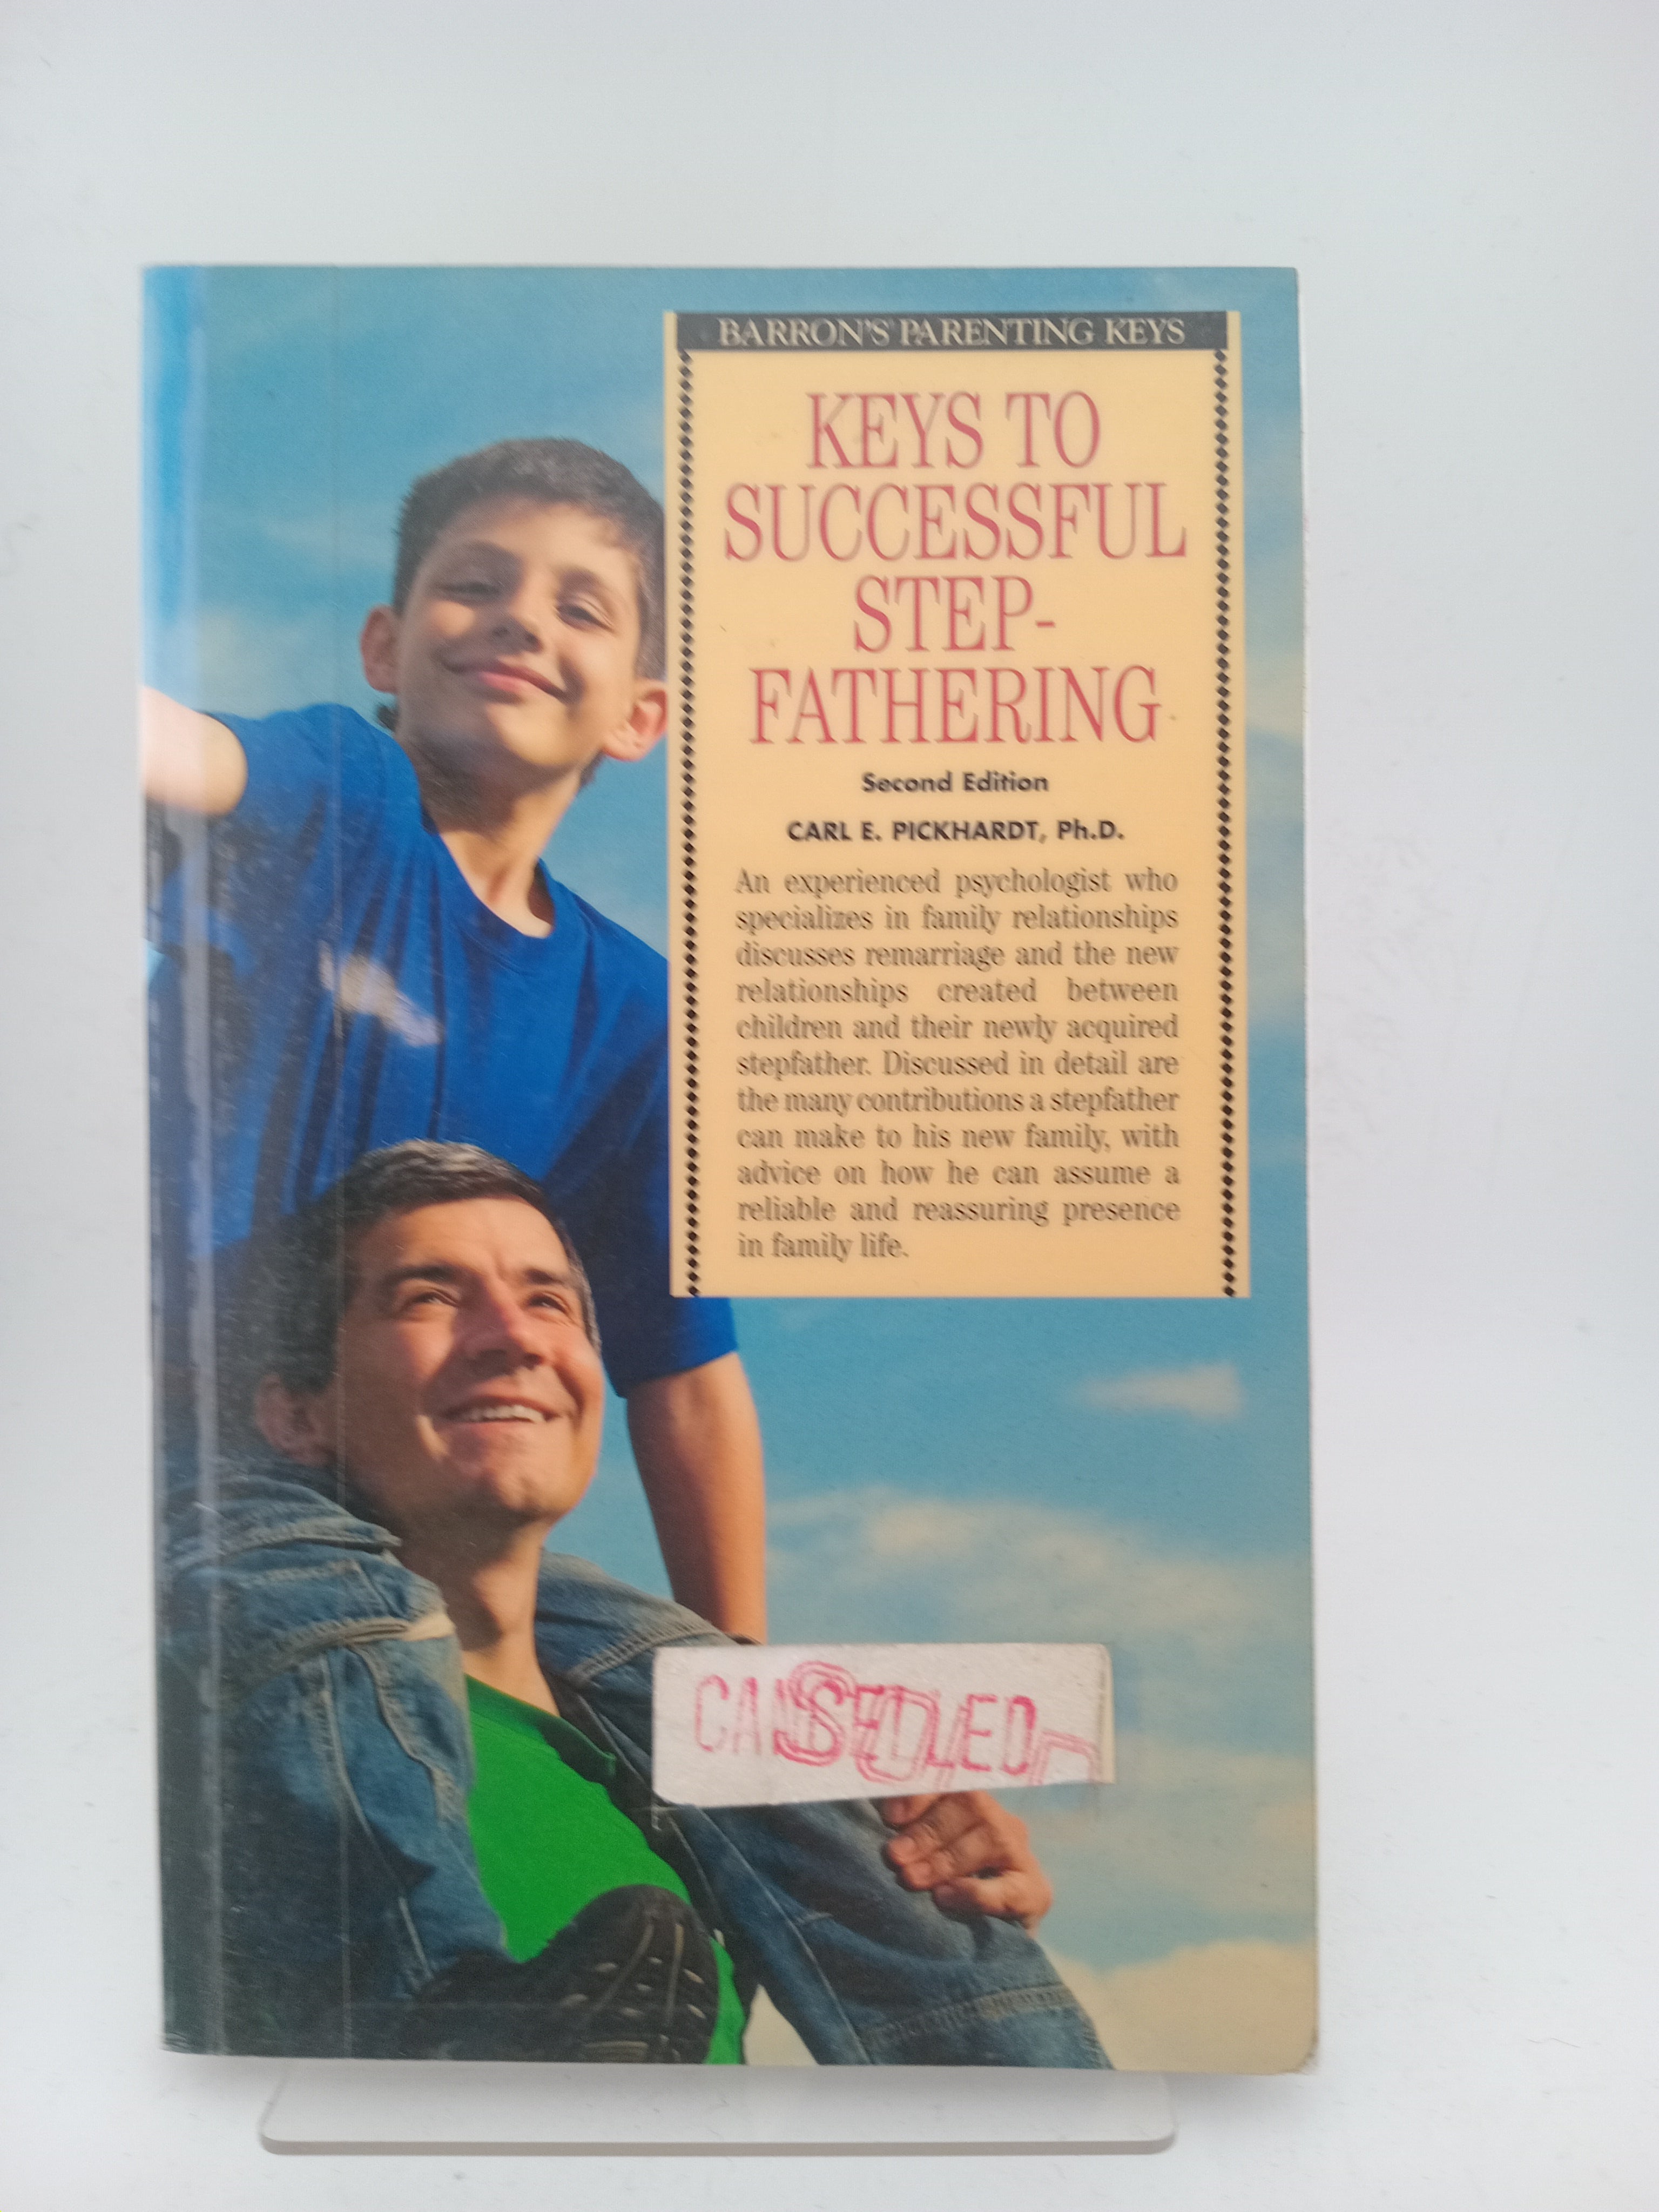 BARRON'S PARENTING KEYS
KEYS TO
SUCCESSFUL
STEP-
FATHERING
Second Edition
CARL E. PICKHARDT, Ph.D.
An experienced psychologist who
specializes in family relationships
discusses remarriage and the new
relationships created between
children and their newly acquired
stepfather. Discussed in detail are
the many contributions a stepfather
can make to his new family, with
advice on how he can assume a
reliable and reassuring presence
in family life.